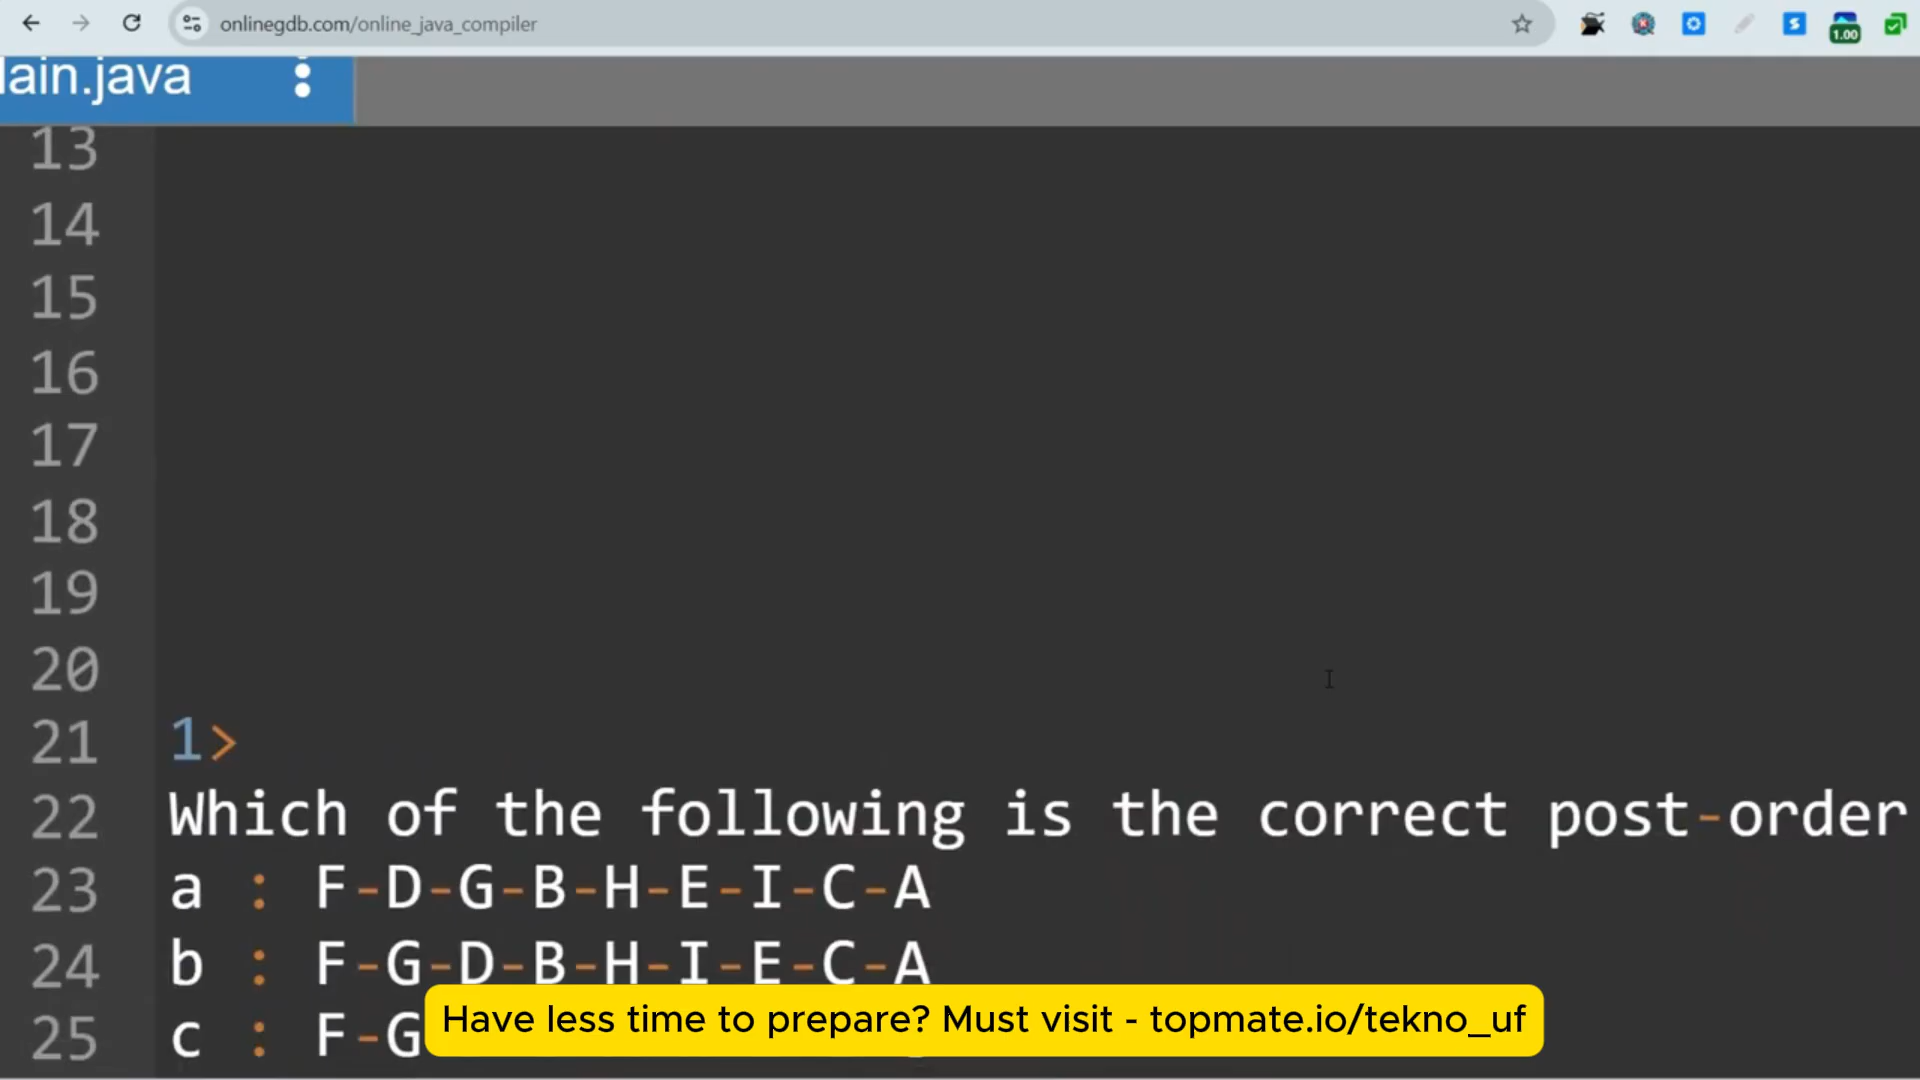 onlinegdb.com/online_java_compiler
1.00
ain.java
13
14
15
16
17
18
19
20
21 1>
22 Which of the following is the correct post-order
23 a : F-D-G-B-H-E-I-C-A
24 b : F-G-D-B-H-I-E-C-A
25 c : F-G
Have less time to prepare? Must visit - topmate.io/tekno_uf